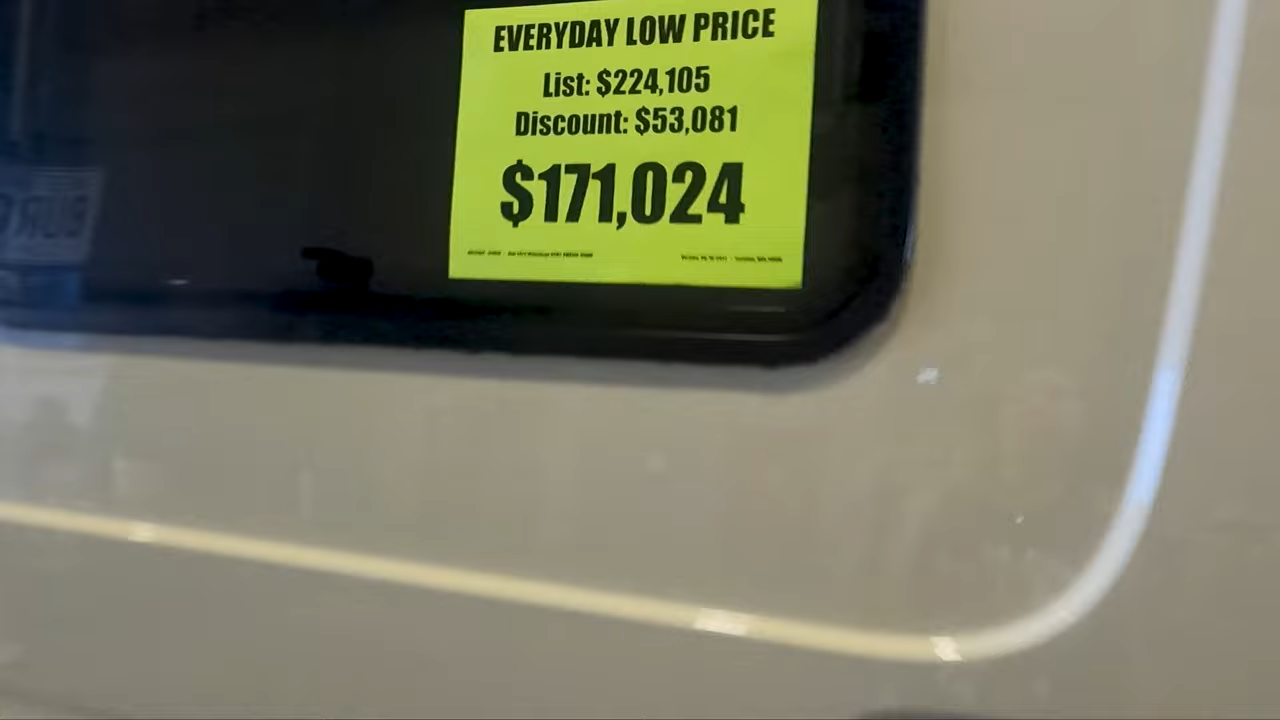 EVERYDAY LOW PRICE
List: $224,105
Discount: $53,081
$171,024